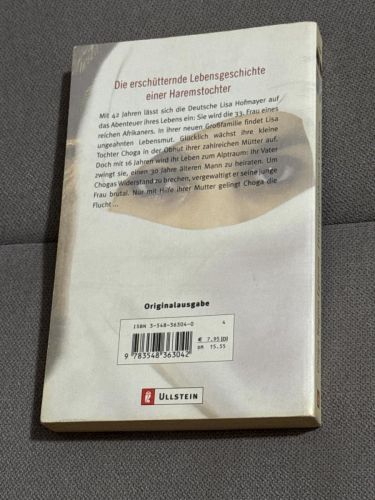 Die erschütternde Lebensgeschichte
einer Haremstochter
Mit 42 Jahren lässt sich die Deutsche Lisa Hofmayer auf
das Abenteuer ihres Lebens ein: Sie wird die 33. Frau eines
reichen Afrikaners. In ihrer neuen Großfamilie findet Lisa
ungeahnten Lebensmut. Glücklich wächst ihre kleine
Tochter Choga in der Obhut ihrer zahlreichen Mütter auf.
Doch mit 16 Jahren wird ihr Leben zum Alptraum: Ihr Vater
zwingt sie, einen 30 Jahre älteren Mann zu heiraten. Um
Chogas Widerstand zu brechen, vergewaltigt er seine junge
Frau brutal. Nur mit Hilfe ihrer Mutter gelingt Choga die
Flucht ...
Originalausgabe
ISBN 3-548-36304-0 4
€ 7,95 [D]
DM 15.55
9 783548 363042
ULLSTEIN